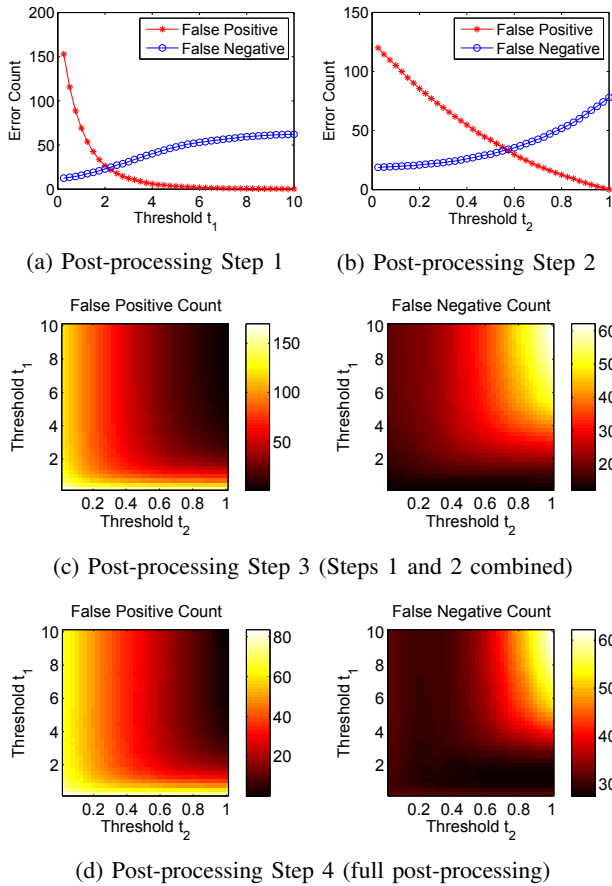 200
150
100
50
0
Error Count
0 2 4 6 8 10
Threshold t1
False Positive
False Negative
(a) Post-processing Step 1
150
100
50
0
Error Count
0.2 0.4 0.6 0.8 1
Threshold t2
False Positive
False Negative
(b) Post-processing Step 2
False Positive Count
10
8
6
4
2
Threshold t1
0.2 0.4 0.6 0.8 1
Threshold t2
150
100
50
False Negative Count
10
8
6
4
2
Threshold t1
0.2 0.4 0.6 0.8 1
Threshold t2
60
50
40
30
20
(c) Post-processing Step 3 (Steps 1 and 2 combined)
False Positive Count
10
8
6
4
2
Threshold t1
0.2 0.4 0.6 0.8 1
Threshold t2
80
60
40
20
False Negative Count
10
8
6
4
2
Threshold t1
0.2 0.4 0.6 0.8 1
Threshold t2
60
50
40
30
(d) Post-processing Step 4 (full post-processing)